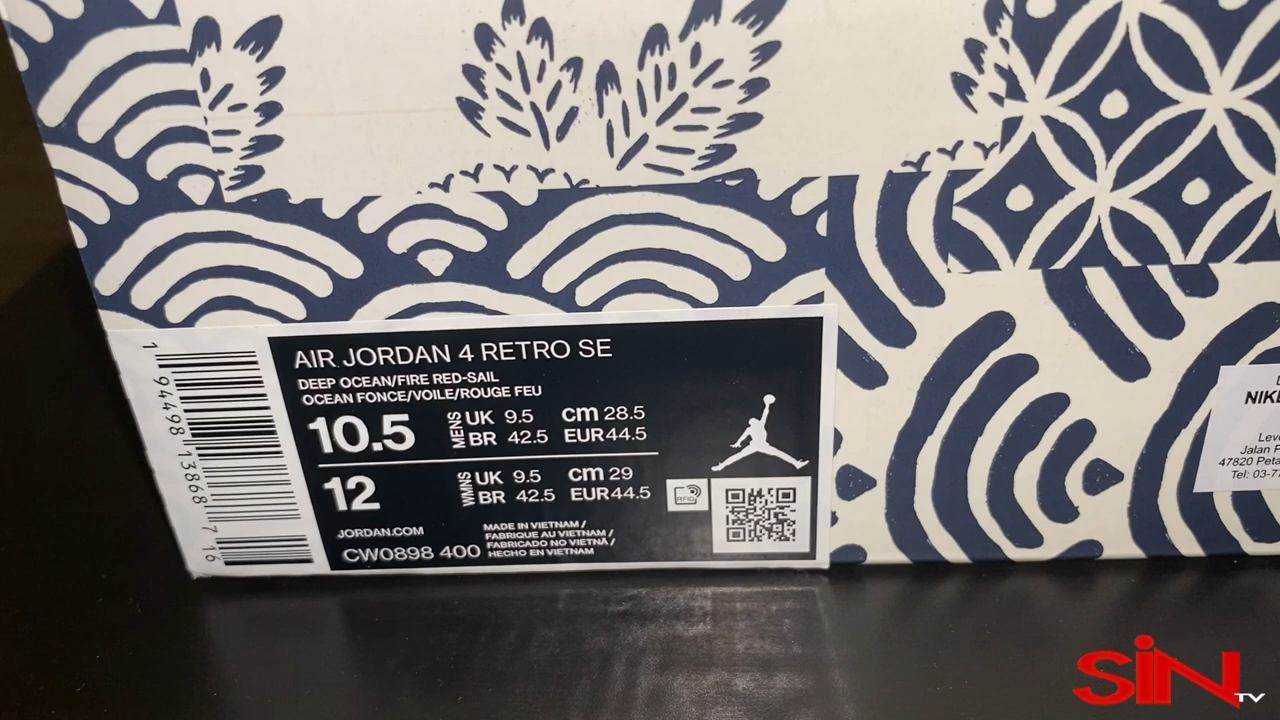 AIR JORDAN 4 RETRO SE
DEEP OCEAN/FIRE RED-SAIL
OCEAN FONCE/VOILE/ROUGE FEU
10.5 MENS UK 9.5 cm 28.5
BR 42.5 EUR 44.5
12 WMNS UK 9.5 cm 29
BR 42.5 EUR 44.5
RFID
JORDAN.COM
MADE IN VIETNAM /
FABRIQUE AU VIETNAM /
FABRICADO NO VIETNÃ /
HECHO EN VIETNAM
CW0898 400
1 94498 13868 7 16
NIKE
Jalan
47820
Tel: 03-7
SiN TV